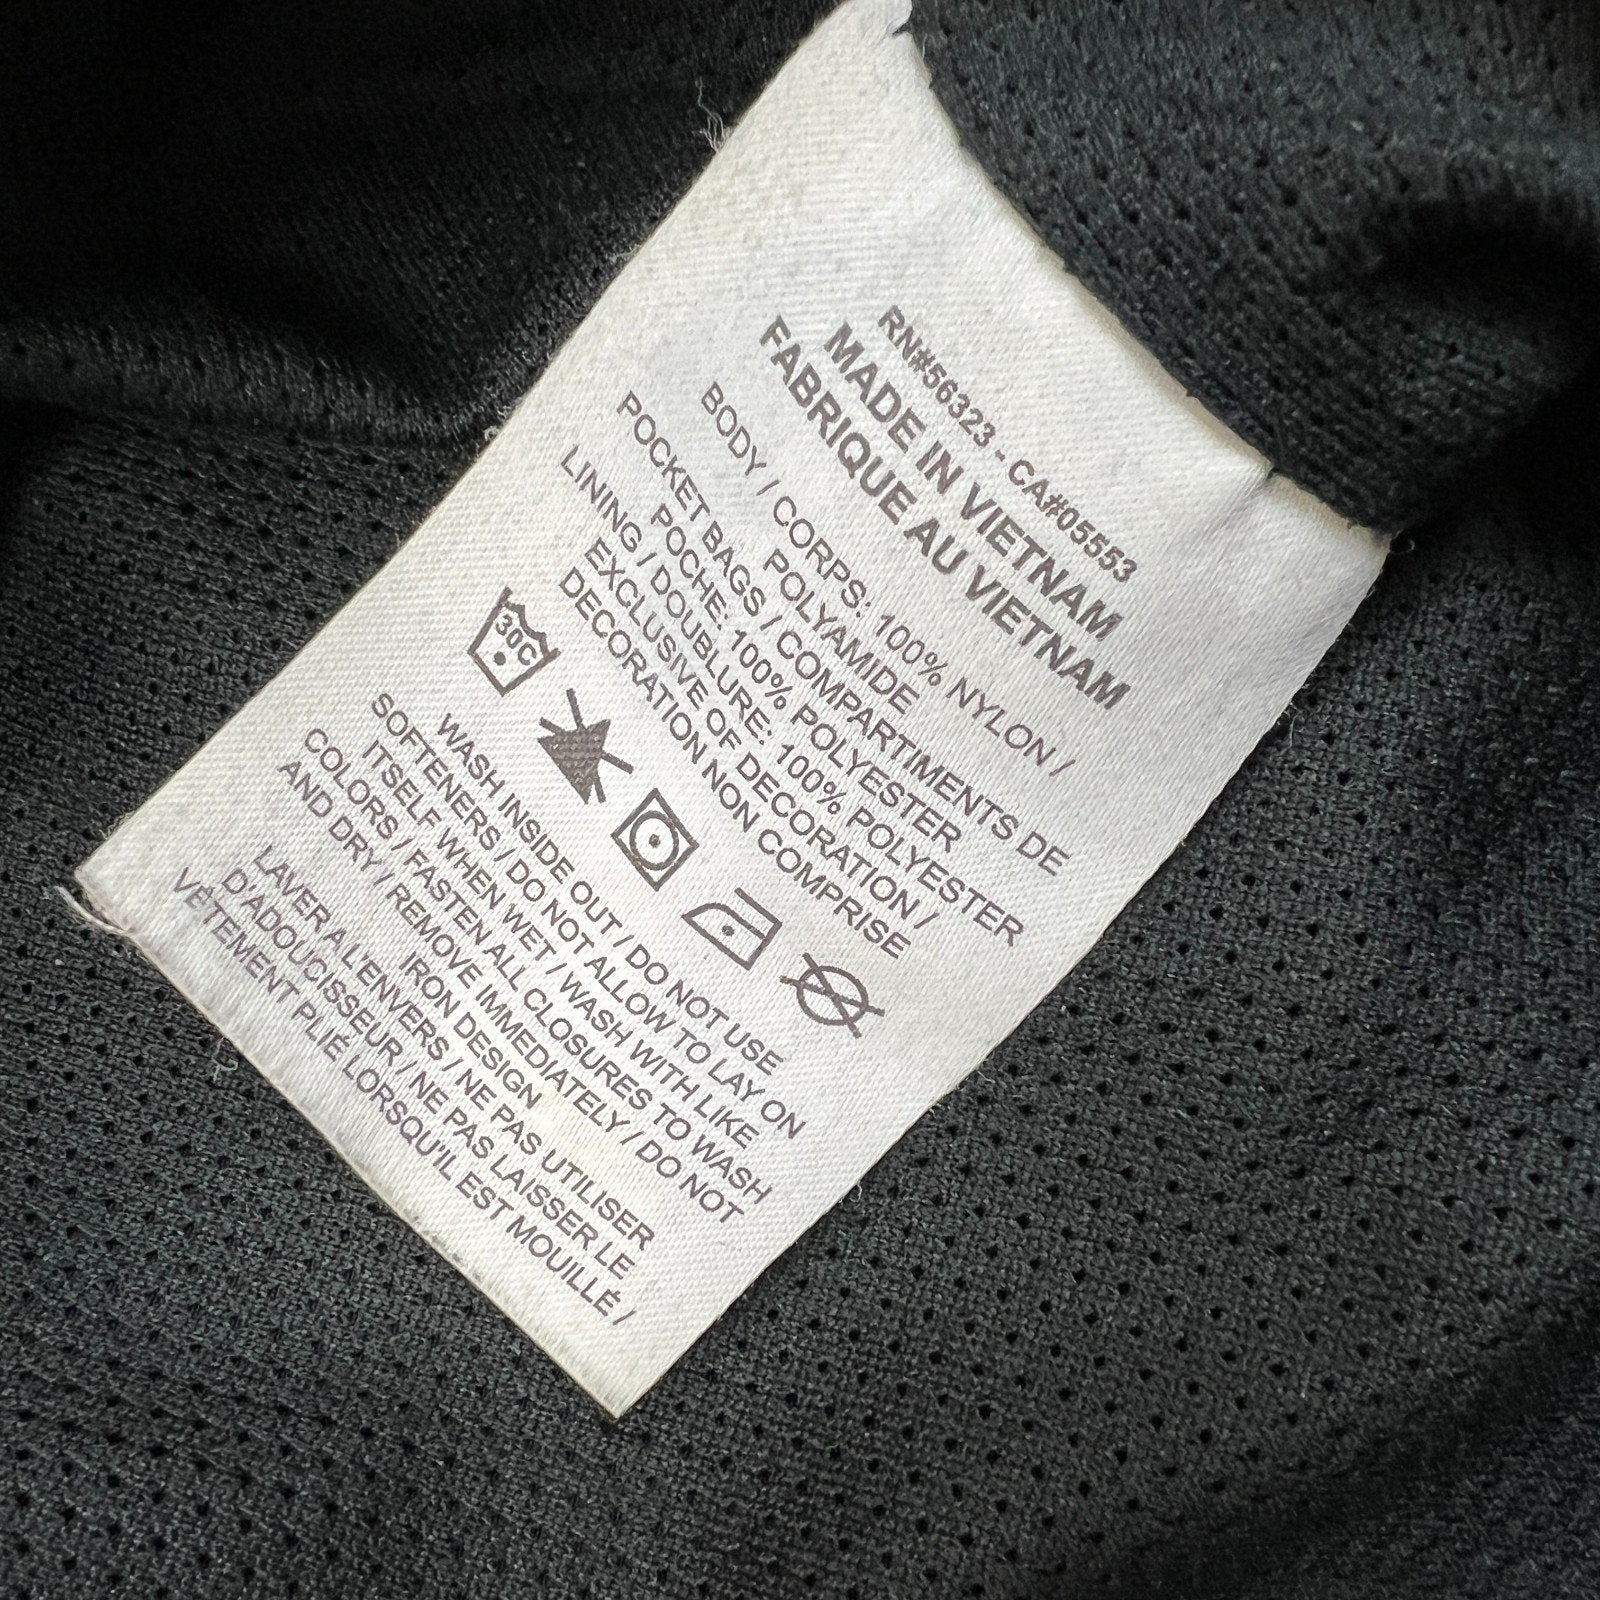 RN#56323 - CA#05553
MADE IN VIETNAM
FABRIQUE AU VIETNAM
BODY / CORPS: 100% NYLON /
POLYAMIDE
POCKET BAGS / COMPARTIMENTS DE
POCHE: 100% POLYESTER
LINING / DOUBLURE: 100% POLYESTER
EXCLUSIVE OF DECORATION /
DECORATION NON COMPRISE
30C
WASH INSIDE OUT / DO NOT USE
SOFTENERS / DO NOT ALLOW TO LAY ON
ITSELF WHEN WET / WASH WITH LIKE
COLORS / FASTEN ALL CLOSURES TO WASH
AND DRY / REMOVE IMMEDIATELY / DO NOT
IRON DESIGN
LAVER A L'ENVERS / NE PAS UTILISER
D'ADOUCISSEUR / NE PAS LAISSER LE
VÊTEMENT PLIÉ LORSQU'IL EST MOUILLÉ /